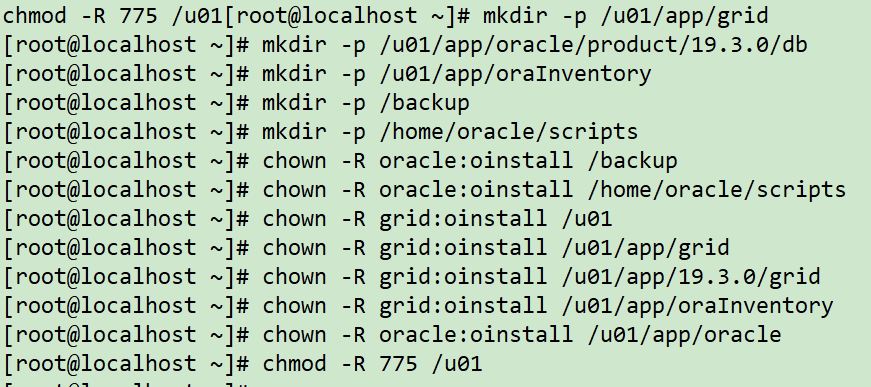 chmod -R 775 /u01[root@localhost ~]# mkdir -p /u01/app/grid
[root@localhost ~]# mkdir -p /u01/app/oracle/product/19.3.0/db
[root@localhost ~]# mkdir -p /u01/app/oraInventory
[root@localhost ~]# mkdir -p /backup
[root@localhost ~]# mkdir -p /home/oracle/scripts
[root@localhost ~]# chown -R oracle:oinstall /backup
[root@localhost ~]# chown -R oracle:oinstall /home/oracle/scripts
[root@localhost ~]# chown -R grid:oinstall /u01
[root@localhost ~]# chown -R grid:oinstall /u01/app/grid
[root@localhost ~]# chown -R grid:oinstall /u01/app/19.3.0/grid
[root@localhost ~]# chown -R grid:oinstall /u01/app/oraInventory
[root@localhost ~]# chown -R oracle:oinstall /u01/app/oracle
[root@localhost ~]# chmod -R 775 /u01